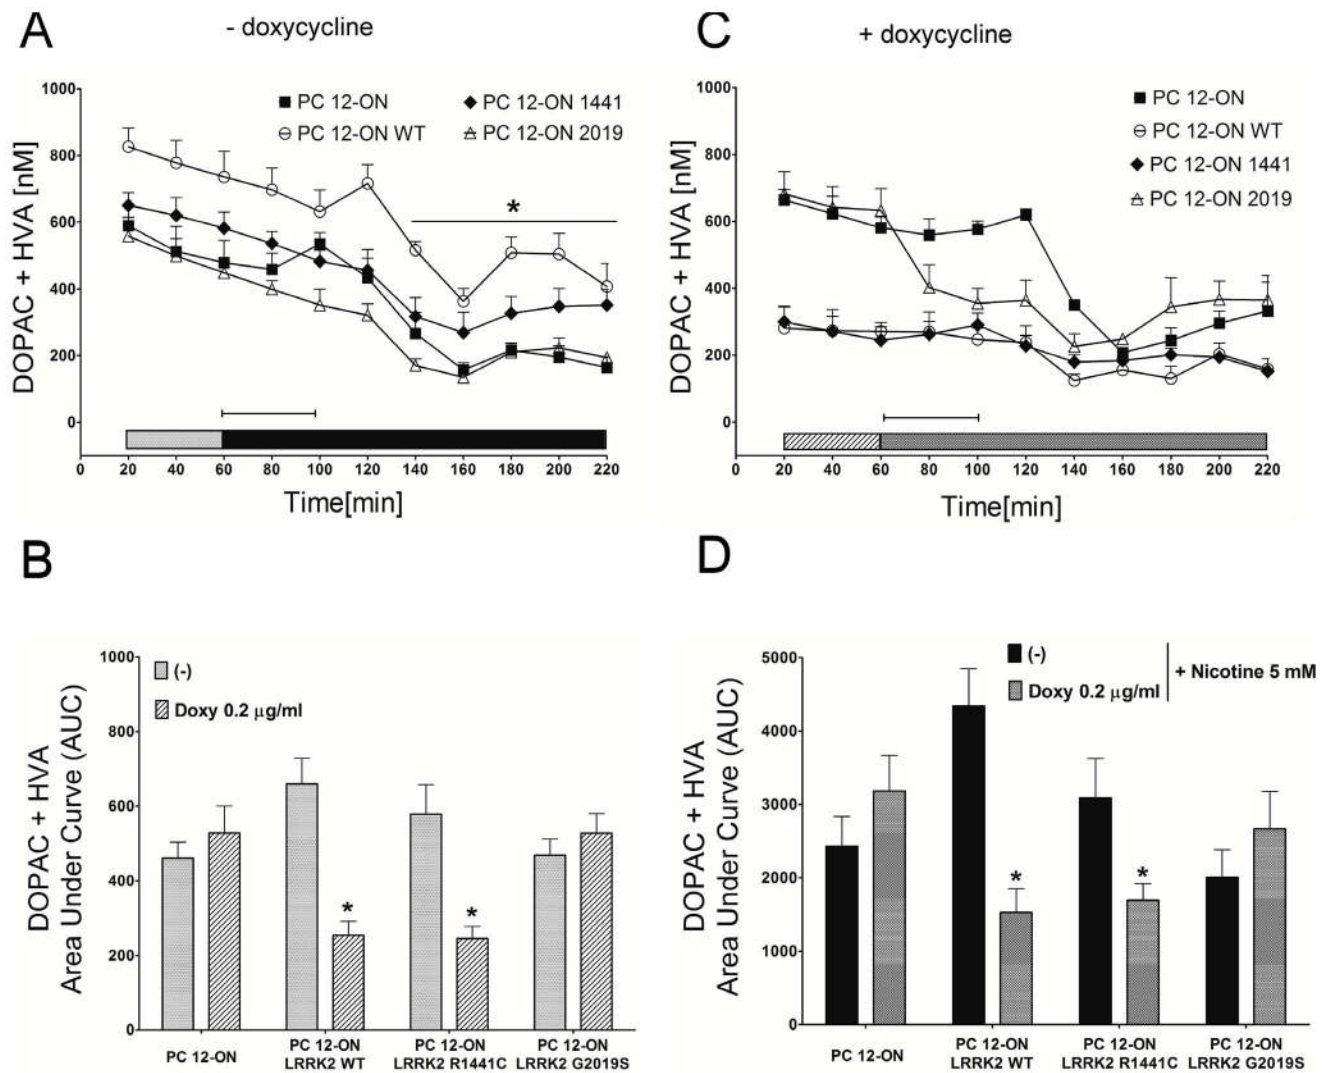 A
- doxycycline
DOPAC + HVA [nM]
1000
800
600
400
200
0
PC 12-ON
PC 12-ON 1441
PC 12-ON WT
PC 12-ON 2019
*
0 20 40 60 80 100 120 140 160 180 200 220
Time[min]
C
+ doxycycline
DOPAC + HVA [nM]
1000
800
600
400
200
0
PC 12-ON
PC 12-ON WT
PC 12-ON 1441
PC 12-ON 2019
0 20 40 60 80 100 120 140 160 180 200 220
Time[min]
B
DOPAC + HVA
Area Under Curve (AUC)
1000
800
600
400
200
0
(-)
Doxy 0.2 µg/ml
* *
PC 12-ON
PC 12-ON
LRRK2 WT
PC 12-ON
LRRK2 R1441C
PC 12-ON
LRRK2 G2019S
D
DOPAC + HVA
Area Under Curve (AUC)
5000
4000
3000
2000
1000
0
(-)
Doxy 0.2 µg/ml
+ Nicotine 5 mM
* *
PC 12-ON
PC 12-ON
LRRK2 WT
PC 12-ON
LRRK2 R1441C
PC 12-ON
LRRK2 G2019S